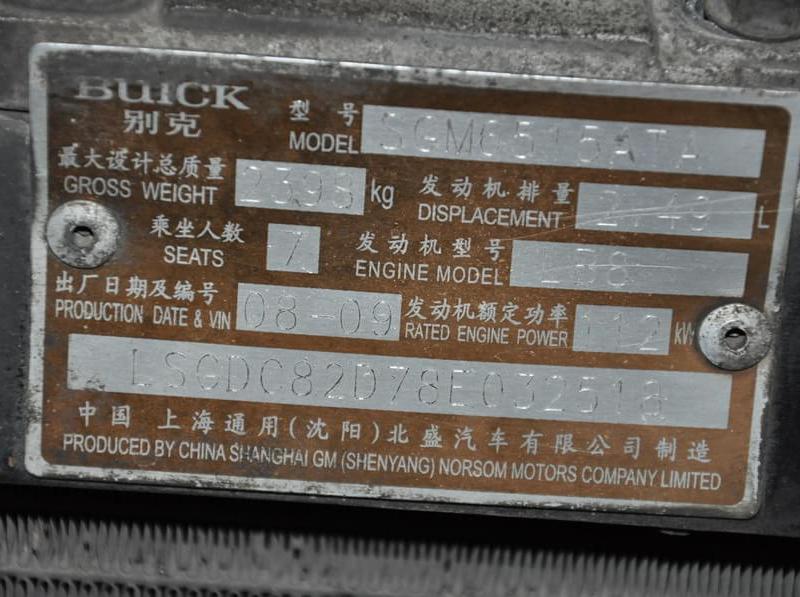 BUICK
别克
型号
MODEL SGM6515ATA
最大设计总质量
GROSS WEIGHT 2398 kg
发动机排量
DISPLACEMENT 2.49 L
乘坐人数
SEATS 7
发动机型号
ENGINE MODEL LB8
出厂日期及编号
PRODUCTION DATE & VIN 08-09
发动机额定功率
RATED ENGINE POWER 112 kW
LSGDC82D78E032518
中国 上海通用(沈阳)北盛汽车有限公司制造
PRODUCED BY CHINA SHANGHAI GM (SHENYANG) NORSOM MOTORS COMPANY LIMITED